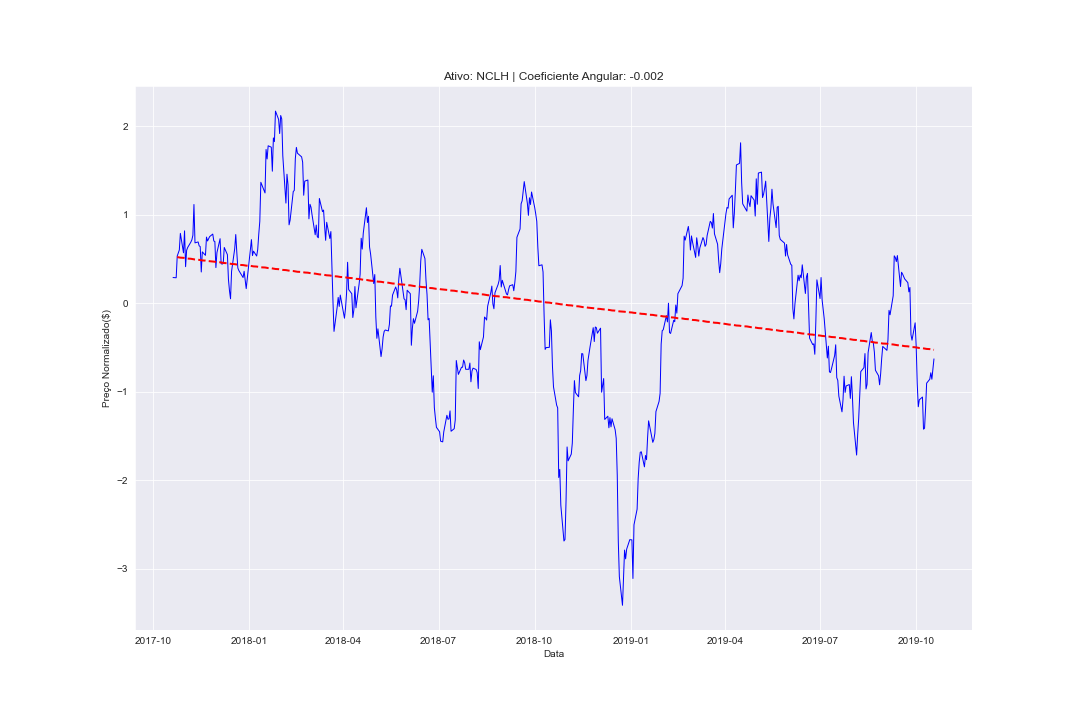 Ativo: NCLH | Coeficiente Angular: -0.002
2
1
0
−1
−2
−3
Preço Normalizado($)
2017-10 2018-01 2018-04 2018-07 2018-10 2019-01 2019-04 2019-07 2019-10
Data